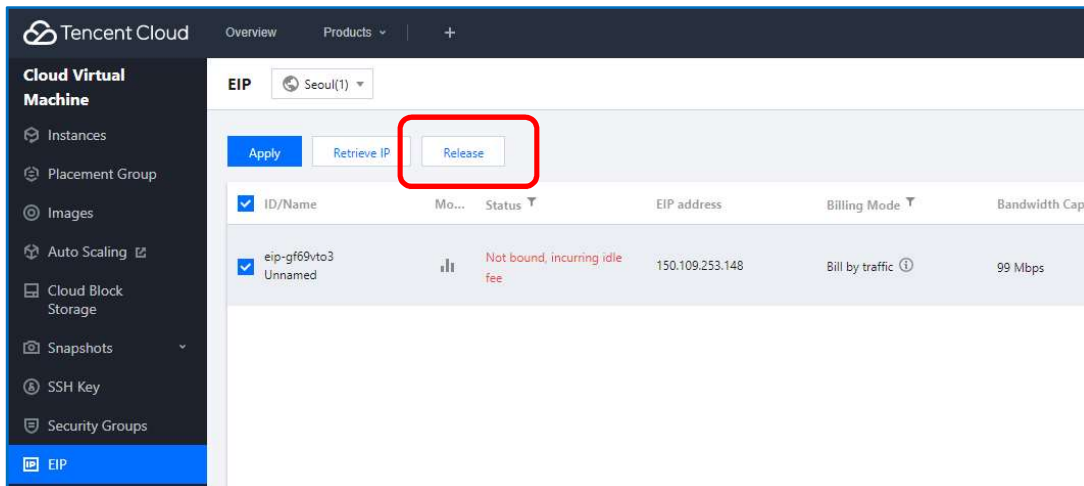 Tencent Cloud
Overview
Products
+
Cloud Virtual
Machine
Instances
Placement Group
Images
Auto Scaling
Cloud Block
Storage
Snapshots
SSH Key
Security Groups
IP EIP
EIP
Seoul(1)
Apply
Retrieve IP
Release
ID/Name
Mo...
Status
EIP address
Billing Mode
Bandwidth Cap
eip-gf69vto3
Unnamed
Not bound, incurring idle
fee
150.109.253.148
Bill by traffic
99 Mbps